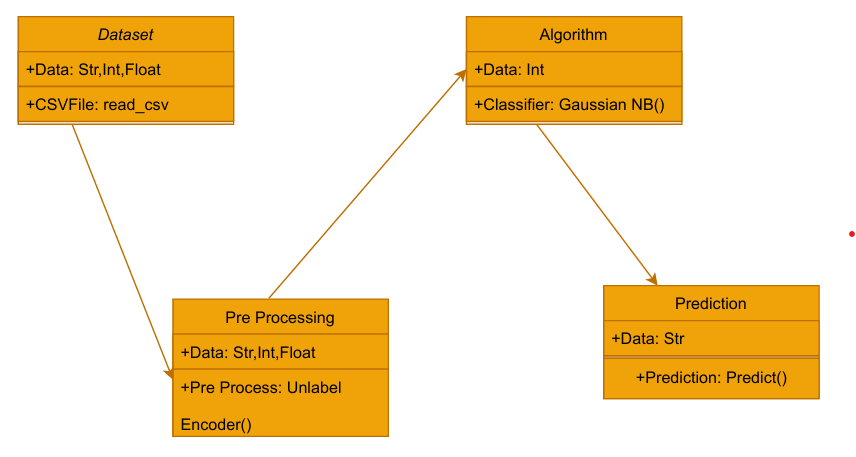 Dataset
+Data: Str,Int,Float
+CSVFile: read_csv
Algorithm
+Data: Int
+Classifier: Gaussian NB()
Pre Processing
+Data: Str,Int,Float
+Pre Process: Unlabel
Encoder()
Prediction
+Data: Str
+Prediction: Predict()